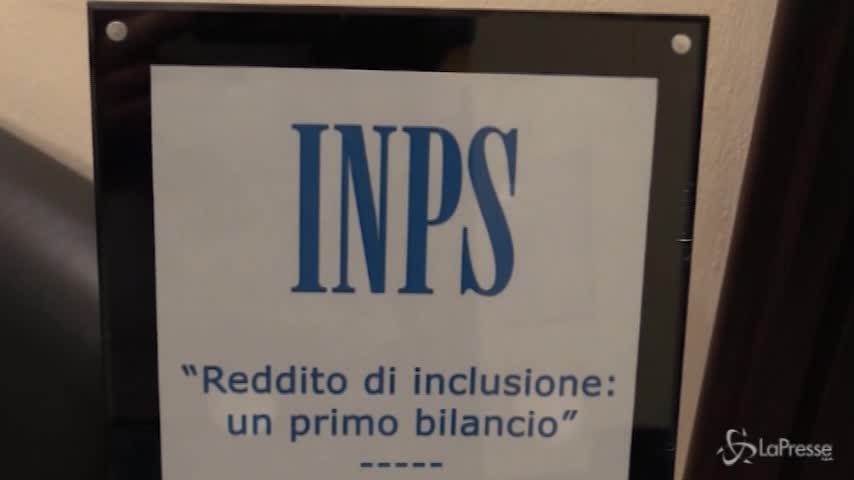 INPS
“Reddito di inclusione:
un primo bilancio”
-----
LaPresse